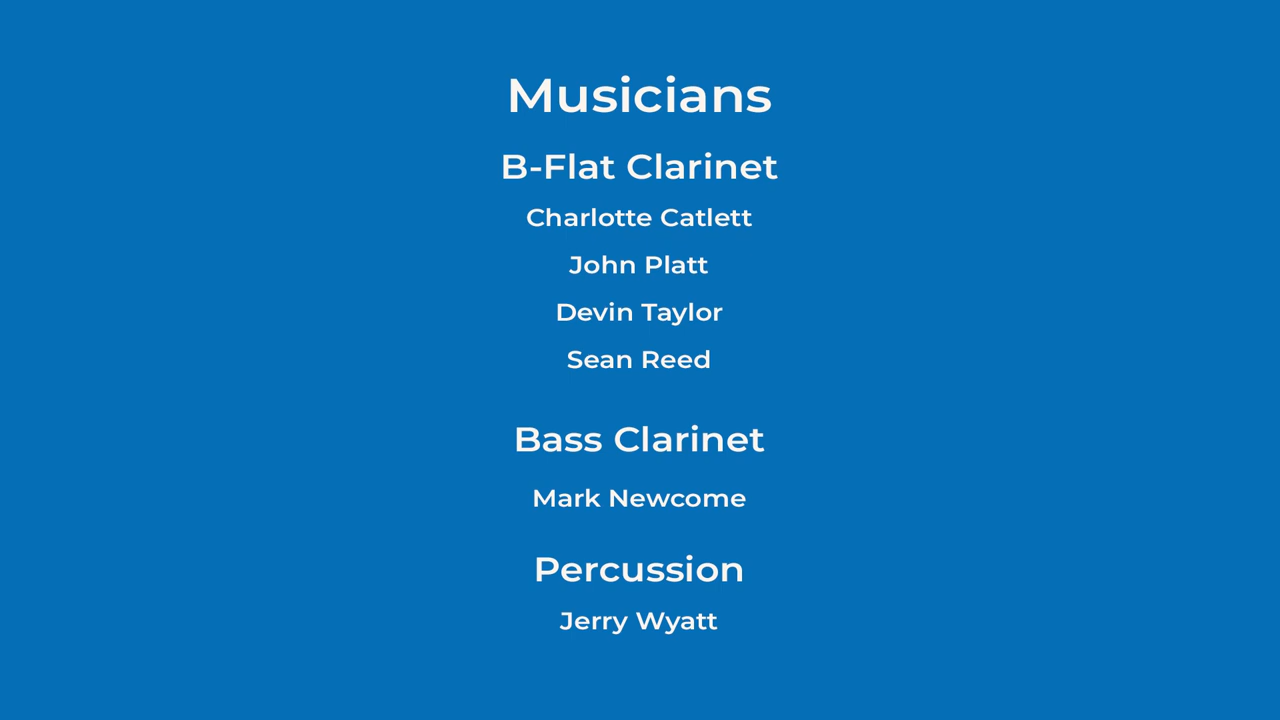 Musicians
B-Flat Clarinet
Charlotte Catlett
John Platt
Devin Taylor
Sean Reed
Bass Clarinet
Mark Newcome
Percussion
Jerry Wyatt